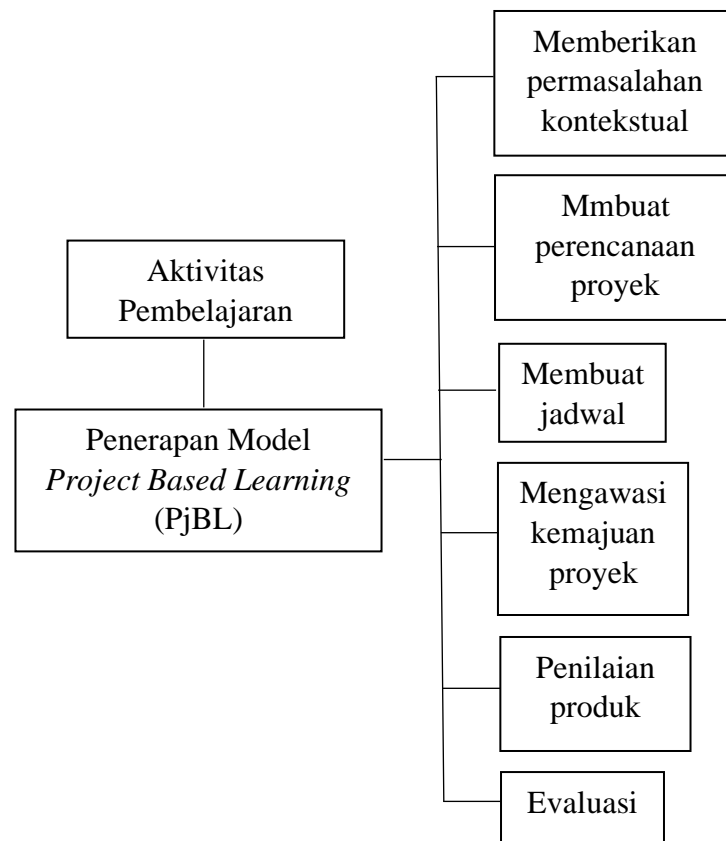 Aktivitas
Pembelajaran
Penerapan Model
Project Based Learning
(PjBL)
Memberikan
permasalahan
kontekstual
Mmbuat
perencanaan
proyek
Membuat
jadwal
Mengawasi
kemajuan
proyek
Penilaian
produk
Evaluasi